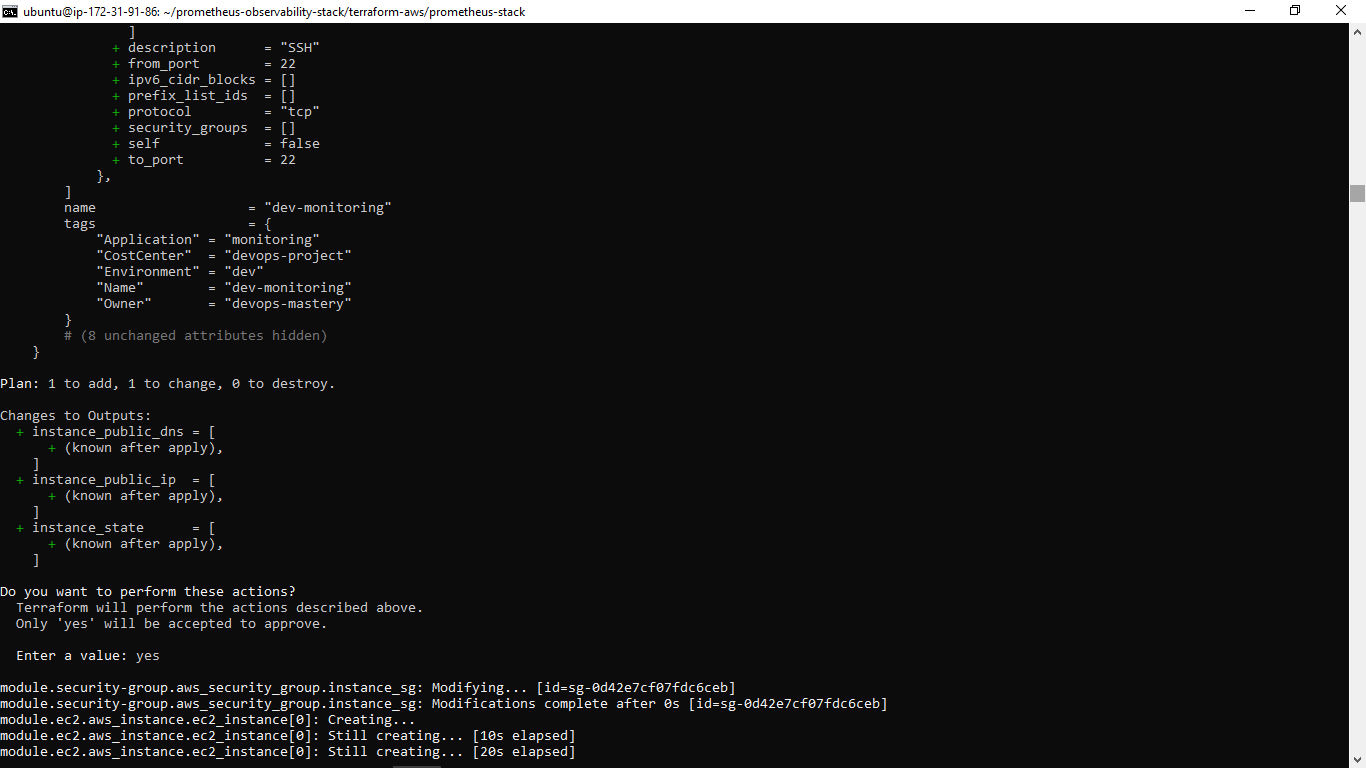 ubuntu@ip-172-31-91-86: ~/prometheus-observability-stack/terraform-aws/prometheus-stack
]
+ description      = "SSH"
+ from_port        = 22
+ ipv6_cidr_blocks = []
+ prefix_list_ids  = []
+ protocol         = "tcp"
+ security_groups  = []
+ self             = false
+ to_port          = 22
},
]
name                   = "dev-monitoring"
tags                   = {
"Application" = "monitoring"
"CostCenter"  = "devops-project"
"Environment" = "dev"
"Name"        = "dev-monitoring"
"Owner"       = "devops-mastery"
}
# (8 unchanged attributes hidden)
}
Plan: 1 to add, 1 to change, 0 to destroy.
Changes to Outputs:
+ instance_public_dns = [
+ (known after apply),
]
+ instance_public_ip  = [
+ (known after apply),
]
+ instance_state      = [
+ (known after apply),
]
Do you want to perform these actions?
Terraform will perform the actions described above.
Only 'yes' will be accepted to approve.
Enter a value: yes
module.security-group.aws_security_group.instance_sg: Modifying... [id=sg-0d42e7cf07fdc6ceb]
module.security-group.aws_security_group.instance_sg: Modifications complete after 0s [id=sg-0d42e7cf07fdc6ceb]
module.ec2.aws_instance.ec2_instance[0]: Creating...
module.ec2.aws_instance.ec2_instance[0]: Still creating... [10s elapsed]
module.ec2.aws_instance.ec2_instance[0]: Still creating... [20s elapsed]